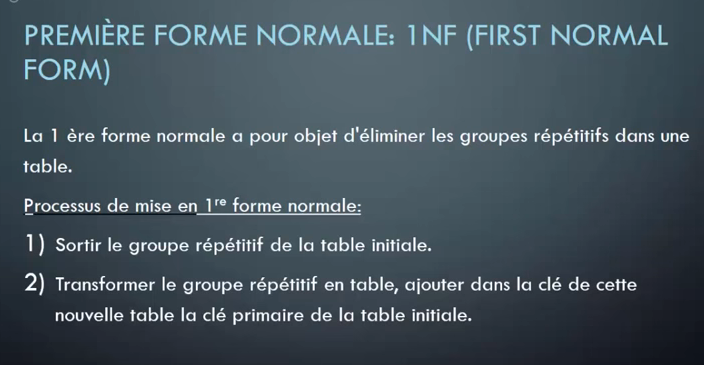 PREMIÈRE FORME NORMALE: 1NF (FIRST NORMAL
FORM)
La 1 ère forme normale a pour objet d'éliminer les groupes répétitifs dans une
table.
Processus de mise en 1re forme normale:
1) Sortir le groupe répétitif de la table initiale.
2) Transformer le groupe répétitif en table, ajouter dans la clé de cette
nouvelle table la clé primaire de la table initiale.